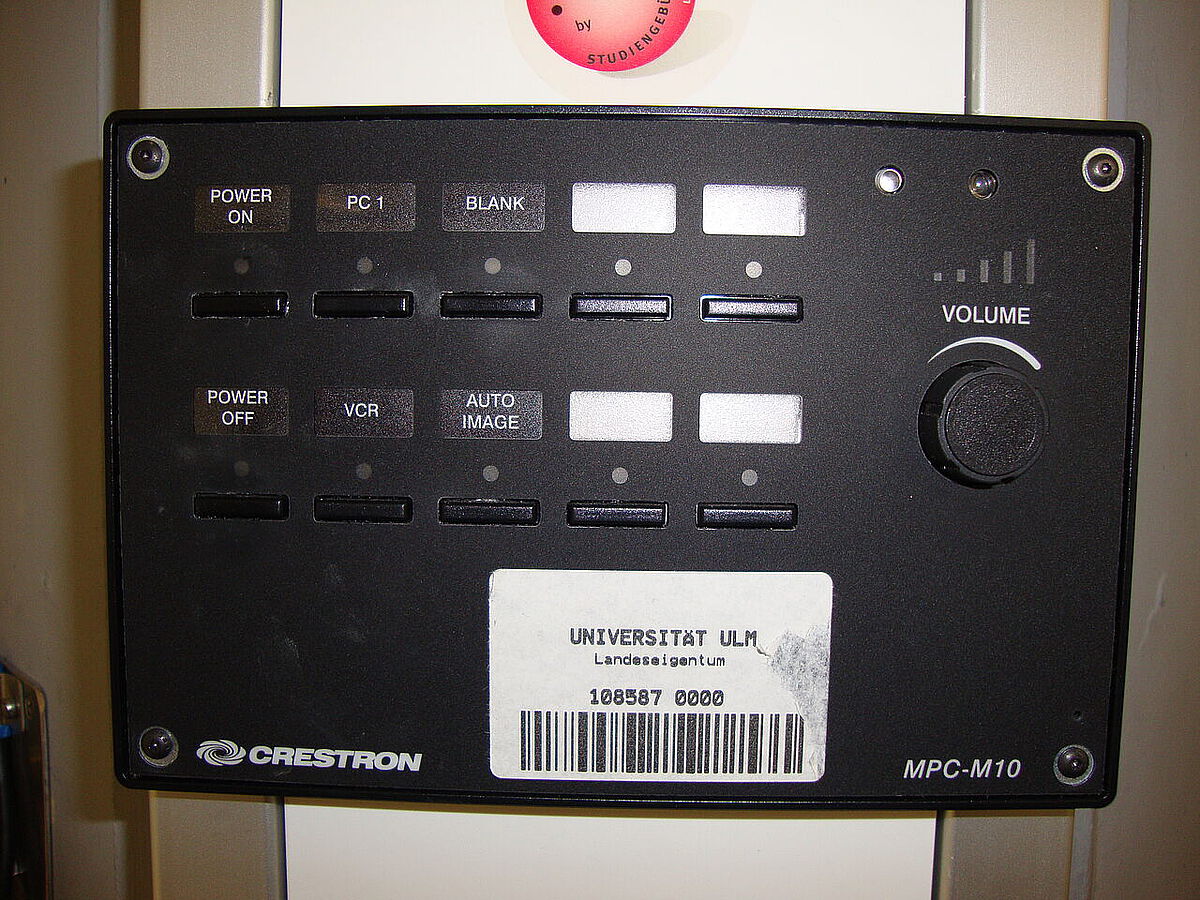 by
STUDIENGEBÜ
POWER
ON
PC 1
BLANK
VOLUME
POWER
OFF
VCR
AUTO
IMAGE
UNIVERSITÄT ULM
Landeseigentum
108587 0000
CRESTRON
MPC-M10